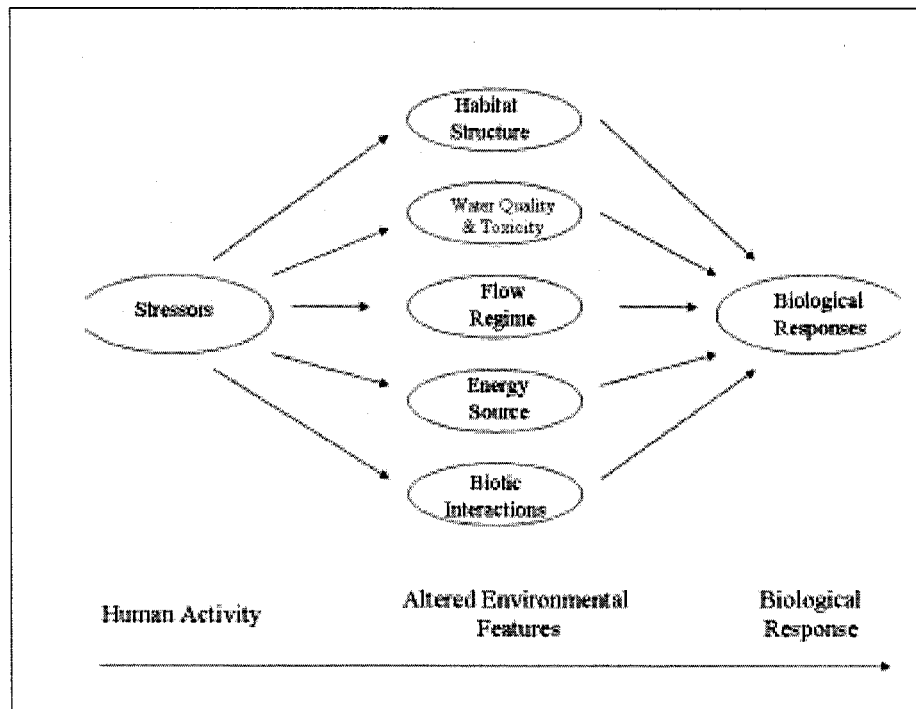 Habitat
Structure
Water Quality
& Toxicity
Stressors
Flow
Regime
Biological
Responses
Energy
Source
Biotic
Interactions
Human Activity
Altered Environmental
Features
Biological
Response